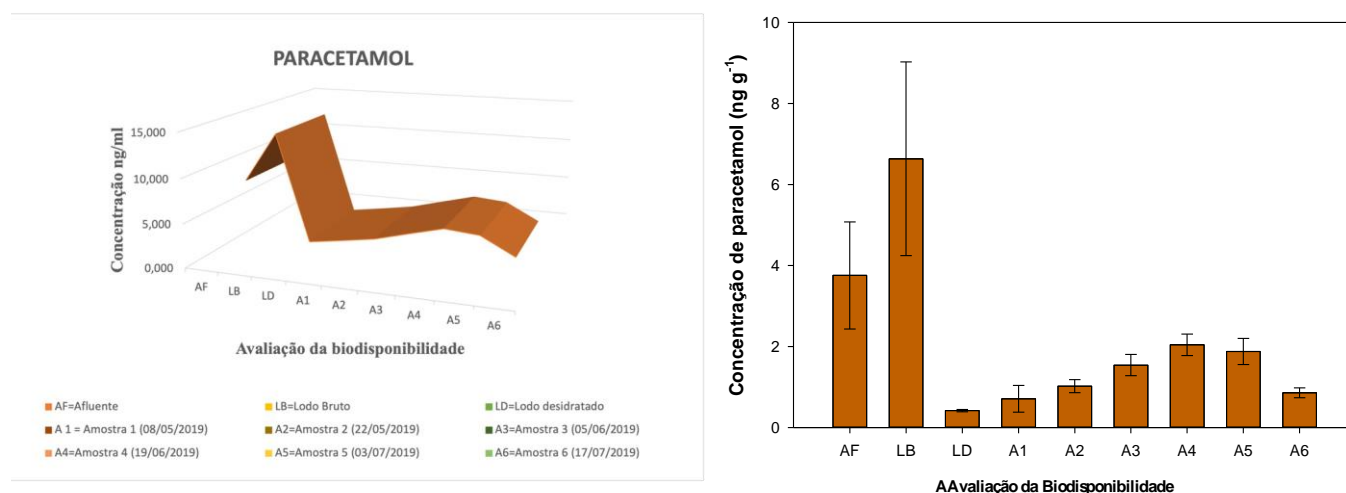 PARACETAMOL
Concentração ng/ml
15,000
10,000
5,000
0,000
AF
LB
LD
A1
A2
A3
A4
A5
A6
Avaliação da biodisponibilidade
AF=Afluente
LB=Lodo Bruto
LD=Lodo desidratado
A 1 = Amostra 1 (08/05/2019)
A2=Amostra 2 (22/05/2019)
A3=Amostra 3 (05/06/2019)
A4=Amostra 4 (19/06/2019)
A5=Amostra 5 (03/07/2019)
A6=Amostra 6 (17/07/2019)
Concentração de paracetamol (ng g⁻¹)
10
8
6
4
2
0
AF
LB
LD
A1
A2
A3
A4
A5
A6
AAvaliação da Biodisponibilidade